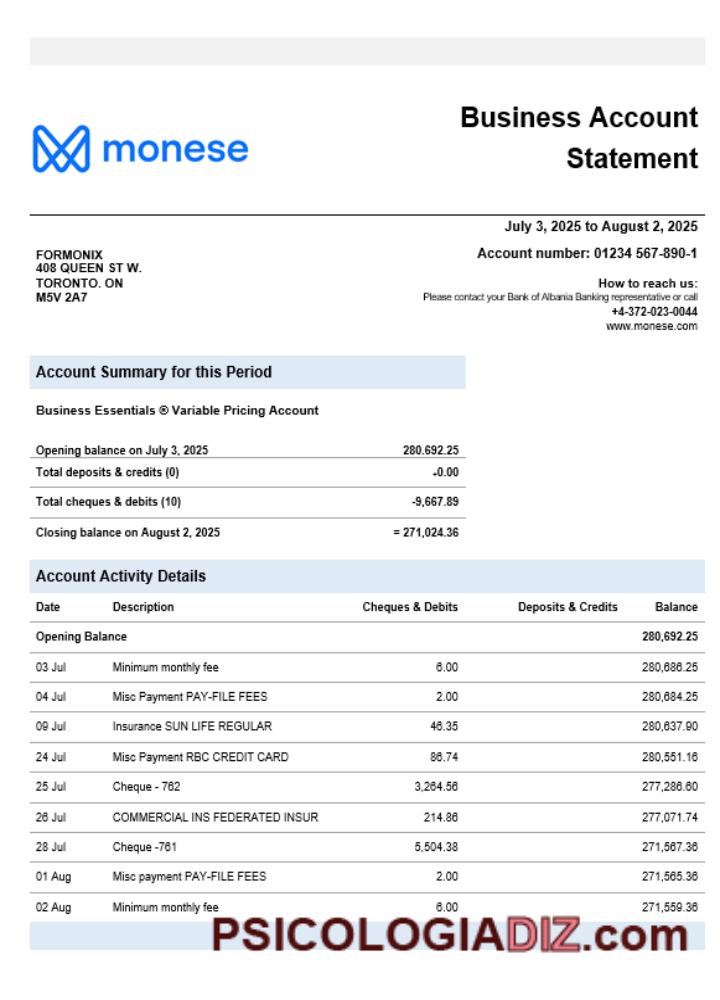 monese
Business Account
Statement
July 3, 2025 to August 2, 2025
FORMONIX
408 QUEEN ST W.
TORONTO. ON
M5V 2A7
Account number: 01234 567-890-1
How to reach us:
Please contact your Bank of Albania Banking representative or call
+4-372-023-0044
www.monese.com
Account Summary for this Period
Business Essentials ® Variable Pricing Account
Opening balance on July 3, 2025 280.692.25
Total deposits & credits (0) +0.00
Total cheques & debits (10) -9,667.89
Closing balance on August 2, 2025 = 271,024.36
Account Activity Details
Date Description Cheques & Debits Deposits & Credits Balance
Opening Balance 280,692.25
03 Jul Minimum monthly fee 6.00 280,686.25
04 Jul Misc Payment PAY-FILE FEES 2.00 280,684.25
09 Jul Insurance SUN LIFE REGULAR 46.35 280,637.90
24 Jul Misc Payment RBC CREDIT CARD 86.74 280,551.16
25 Jul Cheque - 762 3,264.56 277,286.60
26 Jul COMMERCIAL INS FEDERATED INSUR 214.86 277,071.74
28 Jul Cheque -761 5,504.38 271,567.36
01 Aug Misc payment PAY-FILE FEES 2.00 271,565.36
02 Aug Minimum monthly fee 6.00 271,559.36
PSICOLOGIADIZ.com